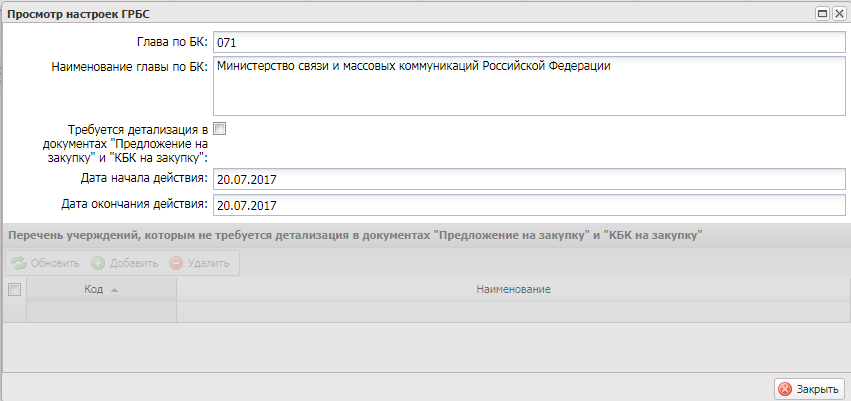 Просмотр настроек ГРБС
Глава по БК: 071
Наименование главы по БК: Министерство связи и массовых коммуникаций Российской Федерации
Требуется детализация в
документах "Предложение на
закупку" и "КБК на закупку":
Дата начала действия: 20.07.2017
Дата окончания действия: 20.07.2017
Перечень учерждений, которым не требуется детализация в документах "Предложение на закупку" и "КБК на закупку"
Обновить Добавить Удалить
Код Наименование
Закрыть